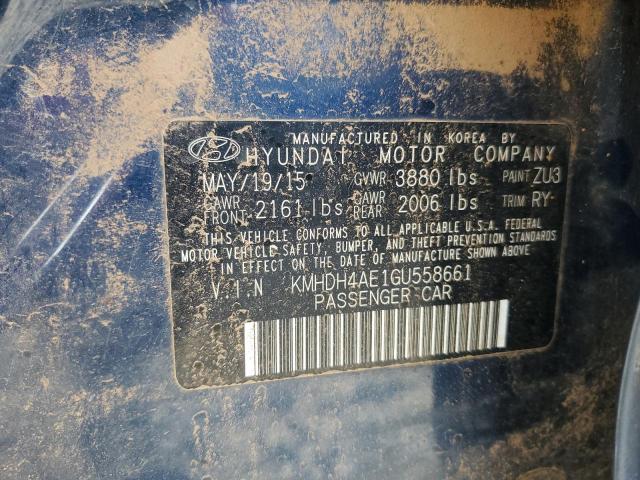 MANUFACTURED IN KOREA BY
HYUNDAI MOTOR COMPANY
MAY/19/15 GVWR 3880 lbs PAINT ZU3
GAWR FRONT 2161 lbs GAWR REAR 2006 lbs TRIM RY
THIS VEHICLE CONFORMS TO ALL APPLICABLE U.S.A. FEDERAL
MOTOR VEHICLE SAFETY, BUMPER, AND THEFT PREVENTION STANDARDS
IN EFFECT ON THE DATE OF MANUFACTURE SHOWN ABOVE
V.I.N KMHDH4AE1GU558661
PASSENGER CAR